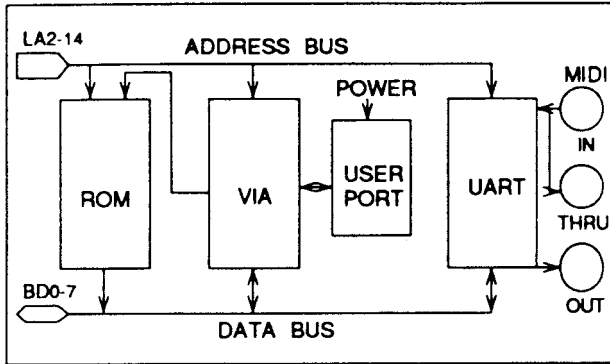 LA2-14
ADDRESS BUS
MIDI
POWER
IN
ROM
VIA
USER
PORT
UART
THRU
BD0-7
OUT
DATA BUS